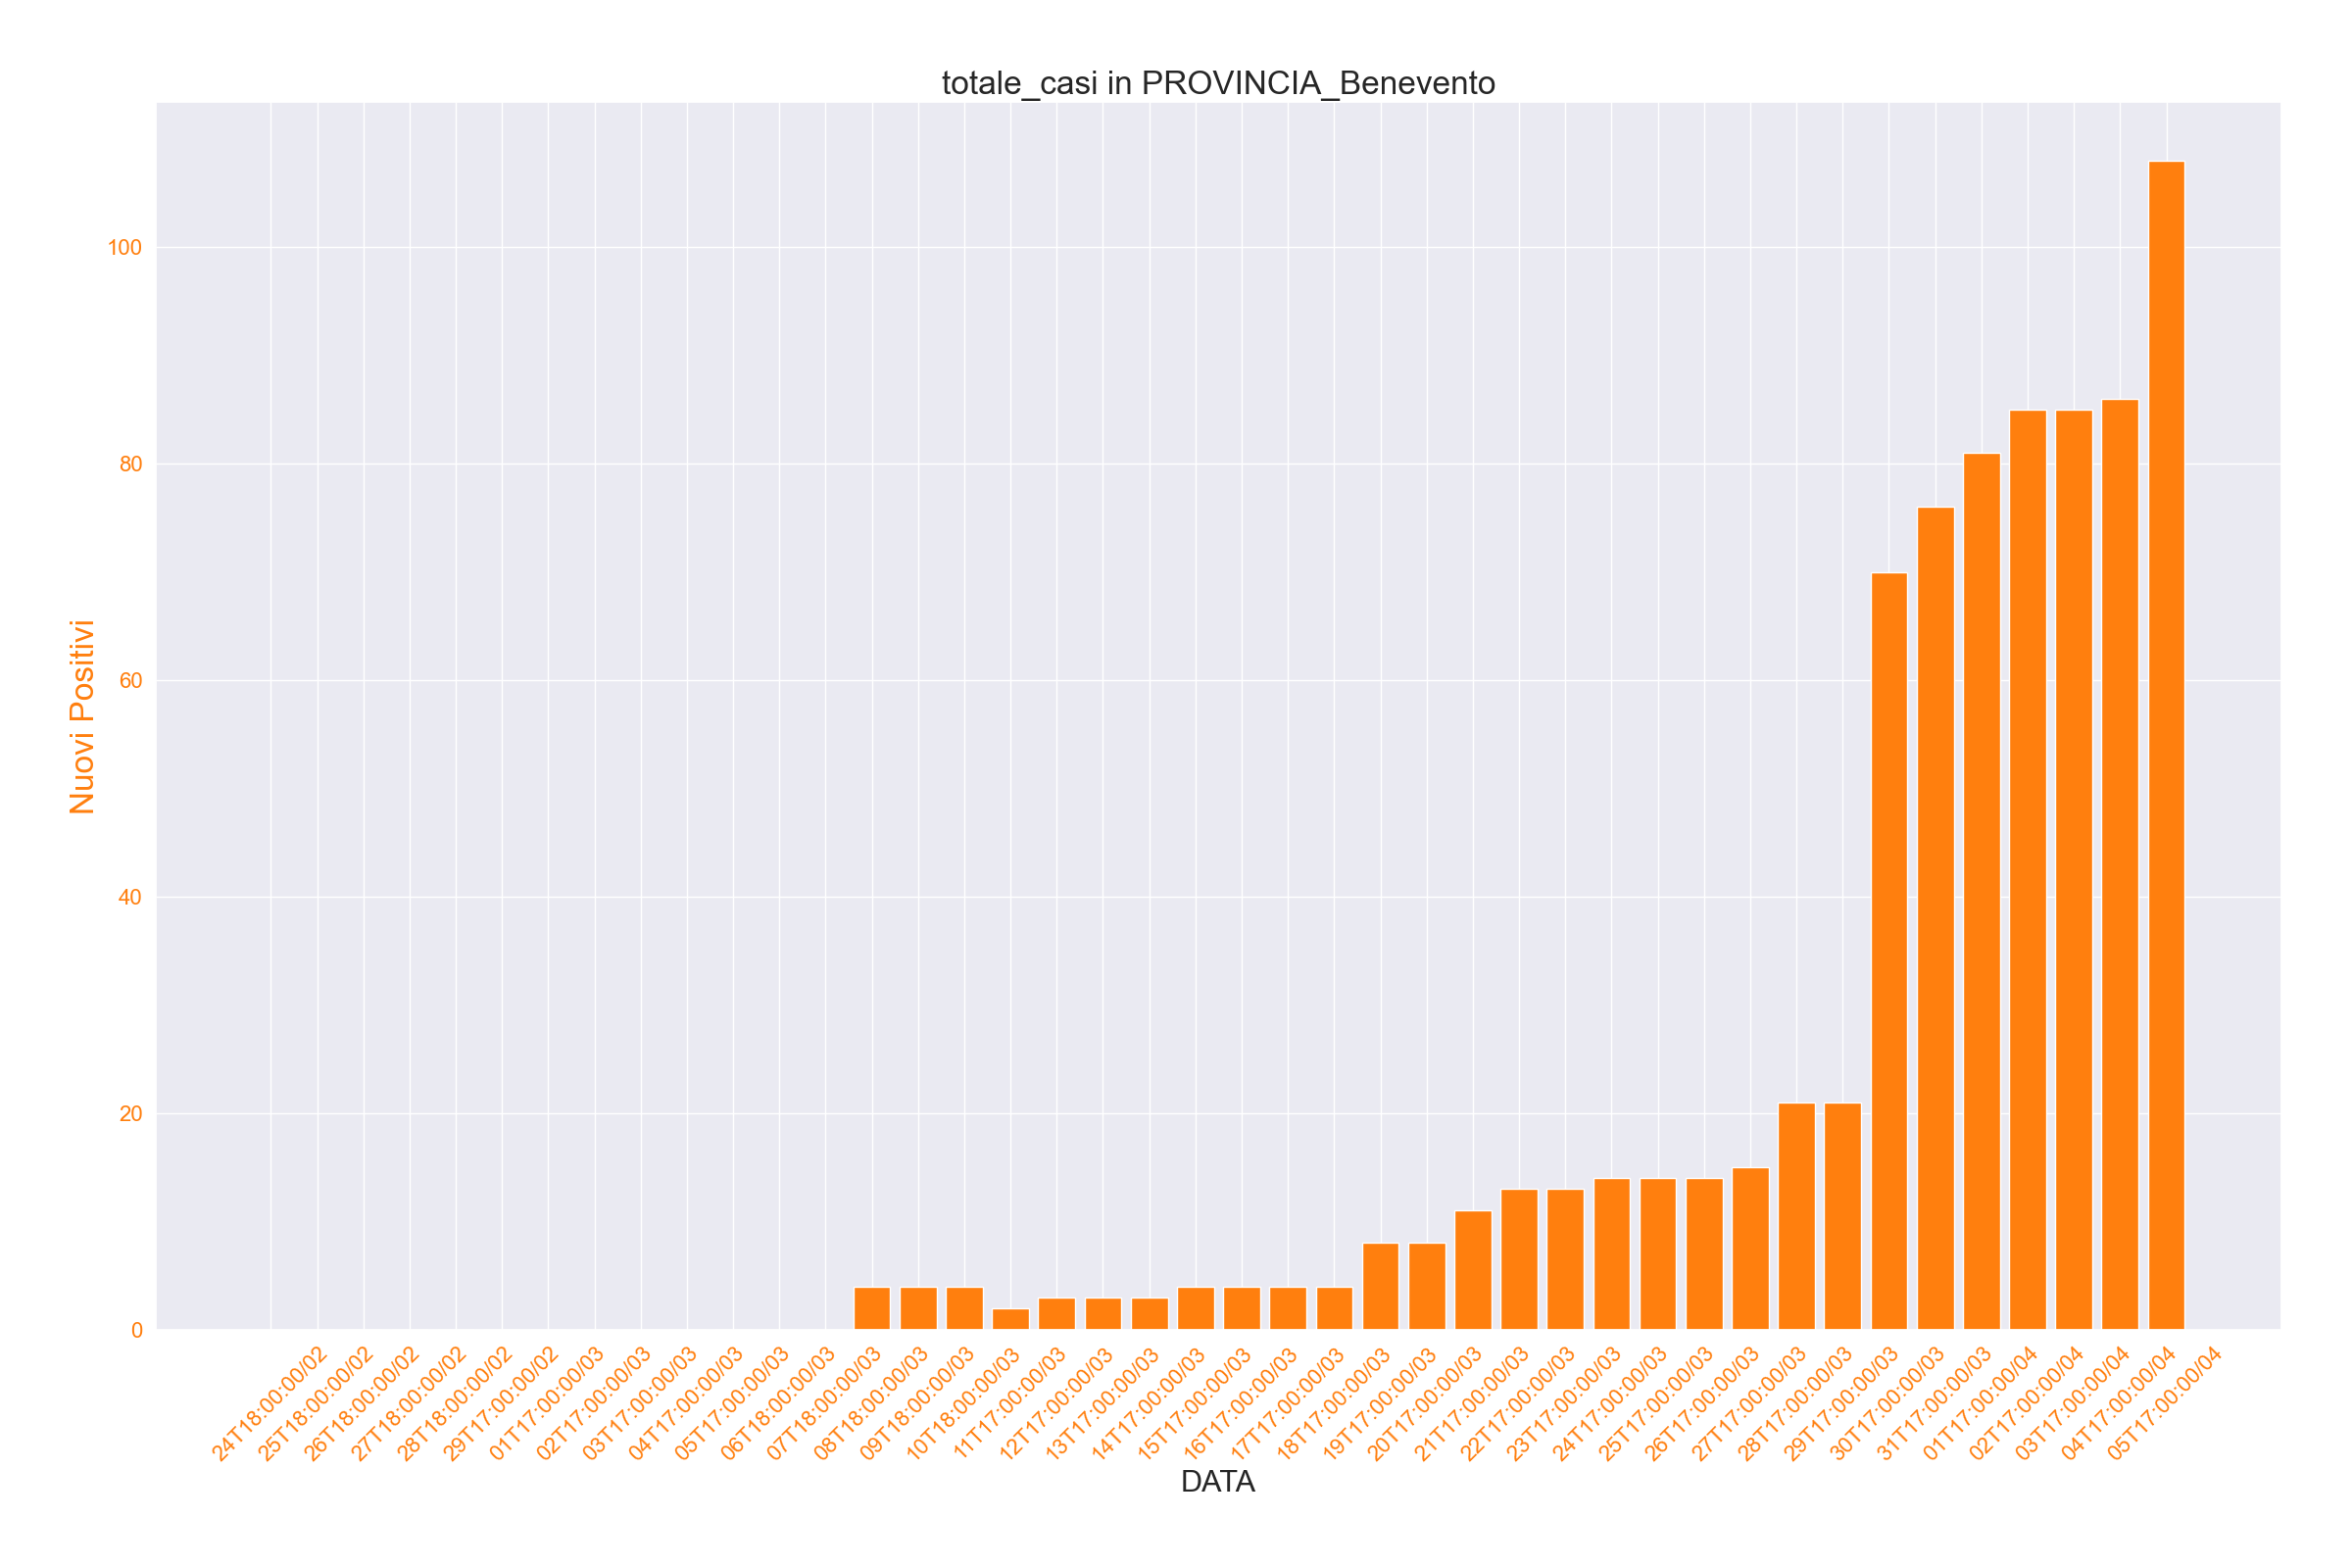 totale_casi in PROVINCIA_Benevento
Nuovi Positivi
100
80
60
40
20
0
24T18:00:00/02
25T18:00:00/02
26T18:00:00/02
27T18:00:00/02
28T18:00:00/02
29T17:00:00/02
01T17:00:00/03
02T17:00:00/03
03T17:00:00/03
04T17:00:00/03
05T17:00:00/03
06T18:00:00/03
07T18:00:00/03
08T18:00:00/03
09T18:00:00/03
10T18:00:00/03
11T17:00:00/03
12T17:00:00/03
13T17:00:00/03
14T17:00:00/03
15T17:00:00/03
16T17:00:00/03
17T17:00:00/03
18T17:00:00/03
19T17:00:00/03
20T17:00:00/03
21T17:00:00/03
22T17:00:00/03
23T17:00:00/03
24T17:00:00/03
25T17:00:00/03
26T17:00:00/03
27T17:00:00/03
28T17:00:00/03
29T17:00:00/03
30T17:00:00/03
31T17:00:00/03
01T17:00:00/04
02T17:00:00/04
03T17:00:00/04
04T17:00:00/04
05T17:00:00/04
DATA